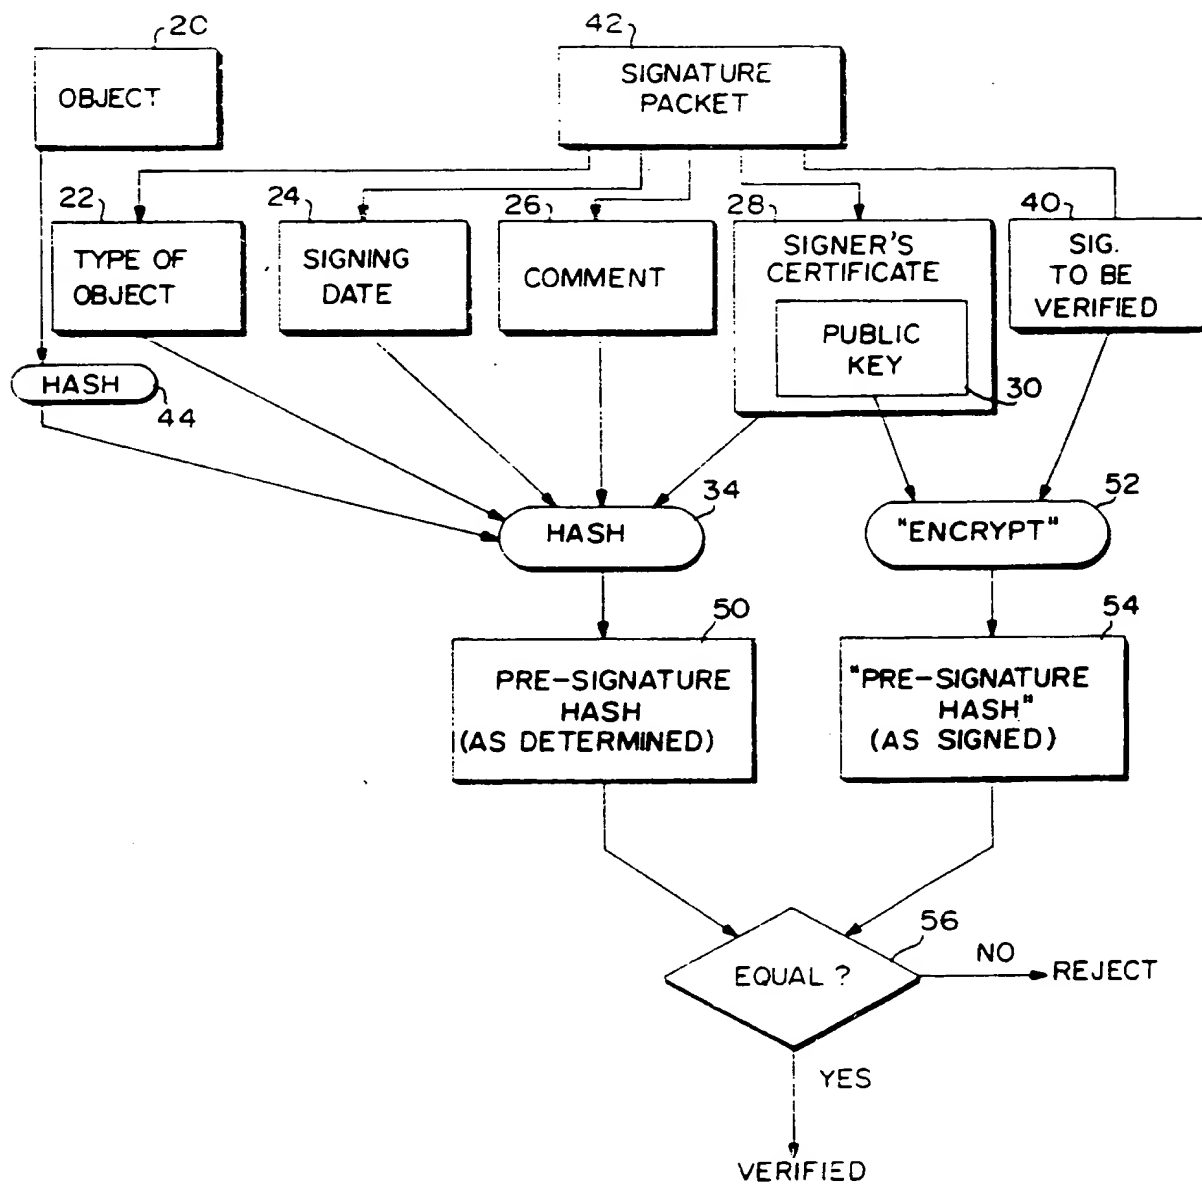 20
OBJECT
42
SIGNATURE
PACKET
22
TYPE OF
OBJECT
24
SIGNING
DATE
26
COMMENT
28
SIGNER'S
CERTIFICATE
PUBLIC
KEY
30
40
SIG.
TO BE
VERIFIED
HASH
44
HASH
34
"ENCRYPT"
52
50
PRE-SIGNATURE
HASH
(AS DETERMINED)
54
"PRE-SIGNATURE
HASH"
(AS SIGNED)
EQUAL ?
56
NO
REJECT
YES
VERIFIED